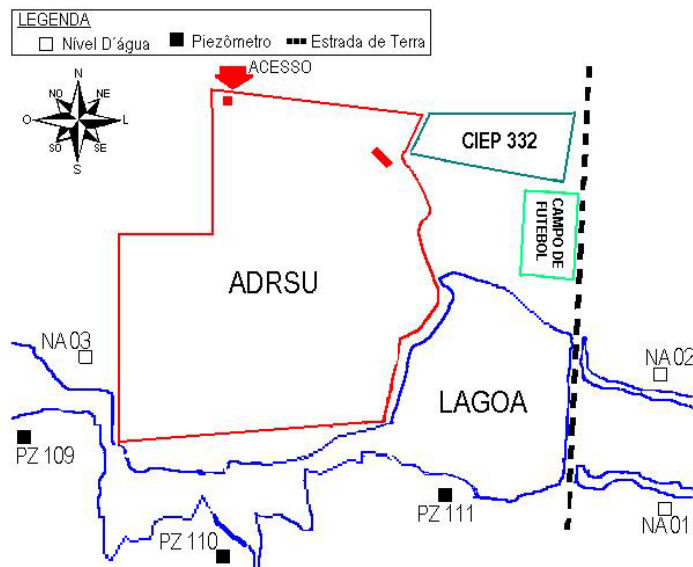 LEGENDA
Nível D´água Piezômetro Estrada de Terra
ACESSO
N
NO NE
O L
SO SE
S
CIEP 332
CAMPO DE
FUTEBOL
ADRSU
NA 03
NA 02
LAGOA
PZ 109
PZ 111
NA 01
PZ 110